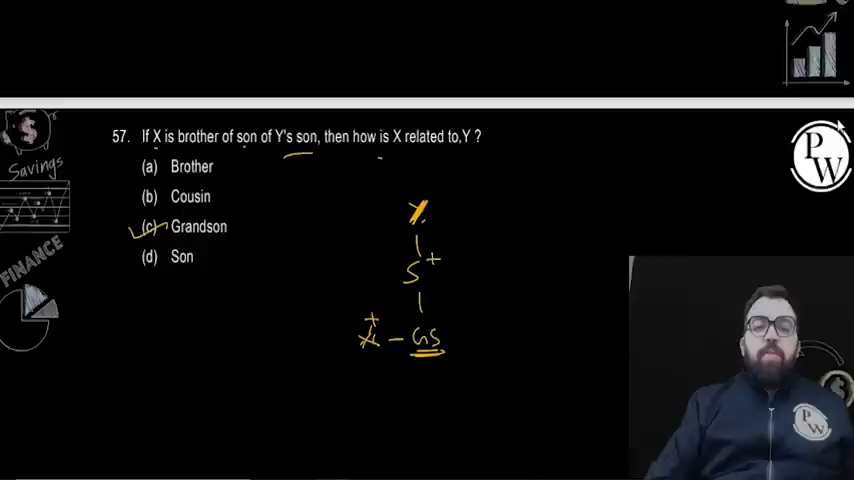 Savings
FINANCE
57. If X is brother of son of Y's son, then how is X related to,Y ?
(a) Brother
(b) Cousin
(c) Grandson
(d) Son
Y
S +
+
X - GS
P
W
P
W